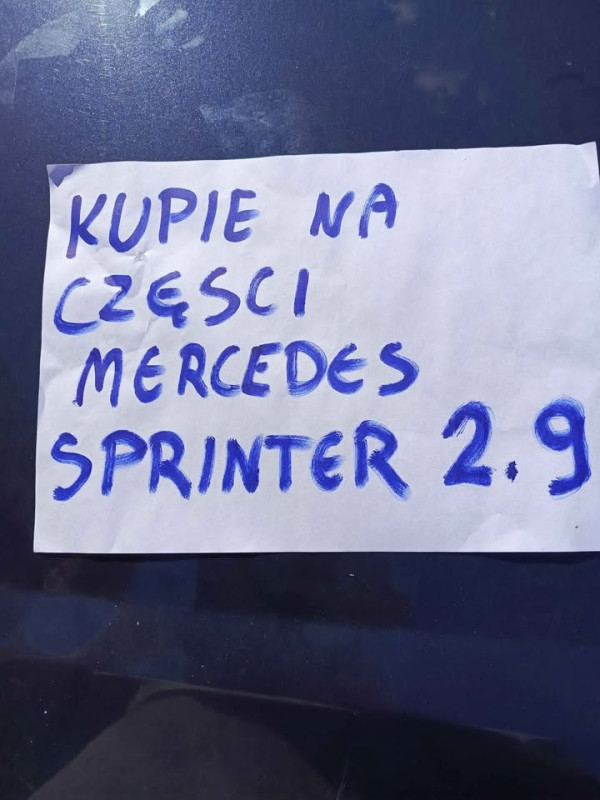 KUPIE NA
CZĘSCI
MERCEDES
SPRINTER 2.9